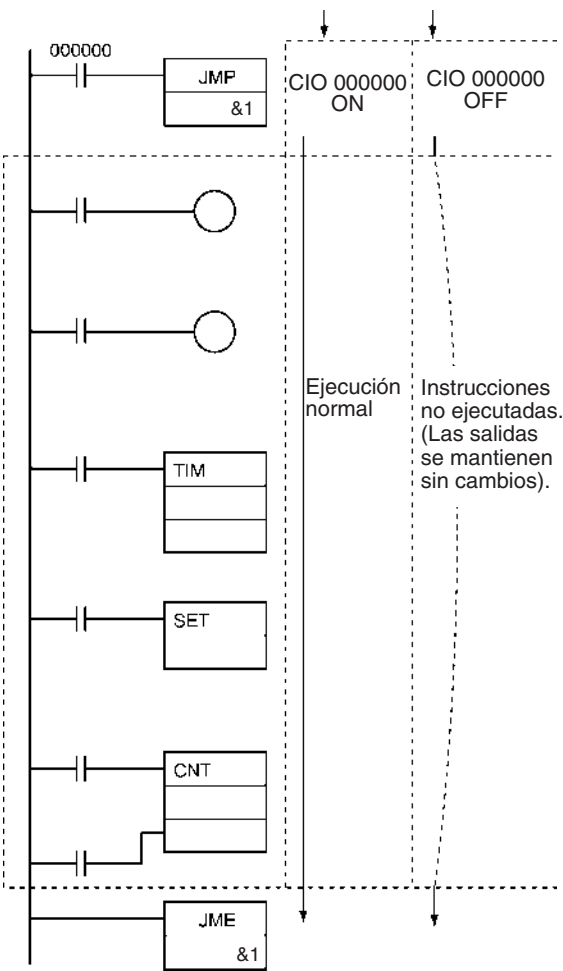 000000
JMP
&1
CIO 000000
ON
CIO 000000
OFF
Ejecución
normal
Instrucciones
no ejecutadas.
(Las salidas
se mantienen
sin cambios).
TIM
SET
CNT
JME
&1